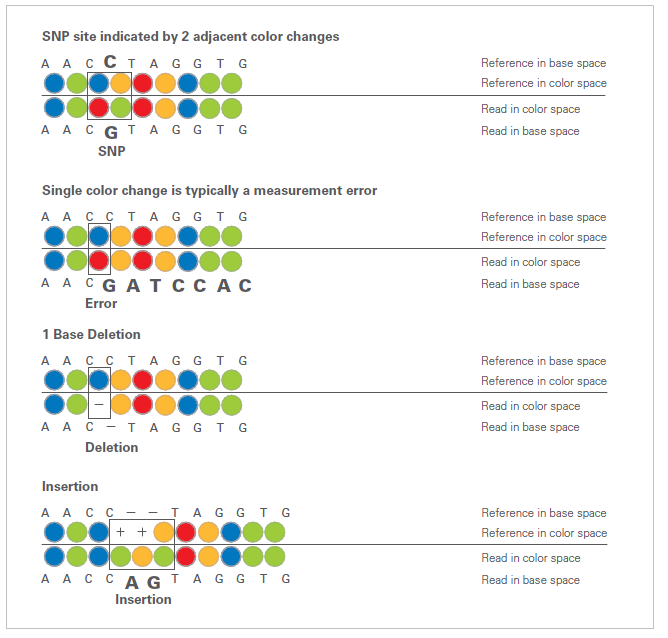 SNP site indicated by 2 adjacent color changes
A A C C T A G G T G Reference in base space
Reference in color space
Read in color space
A A C G T A G G T G Read in base space
SNP
Single color change is typically a measurement error
A A C C T A G G T G Reference in base space
Reference in color space
Read in color space
A A C G A T C C A C Read in base space
Error
1 Base Deletion
A A C C T A G G T G Reference in base space
Reference in color space
– Read in color space
A A C – T A G G T G Read in base space
Deletion
Insertion
A A C C – – T A G G T G Reference in base space
+ + Reference in color space
Read in color space
A A C C A G T A G G T G Read in base space
Insertion